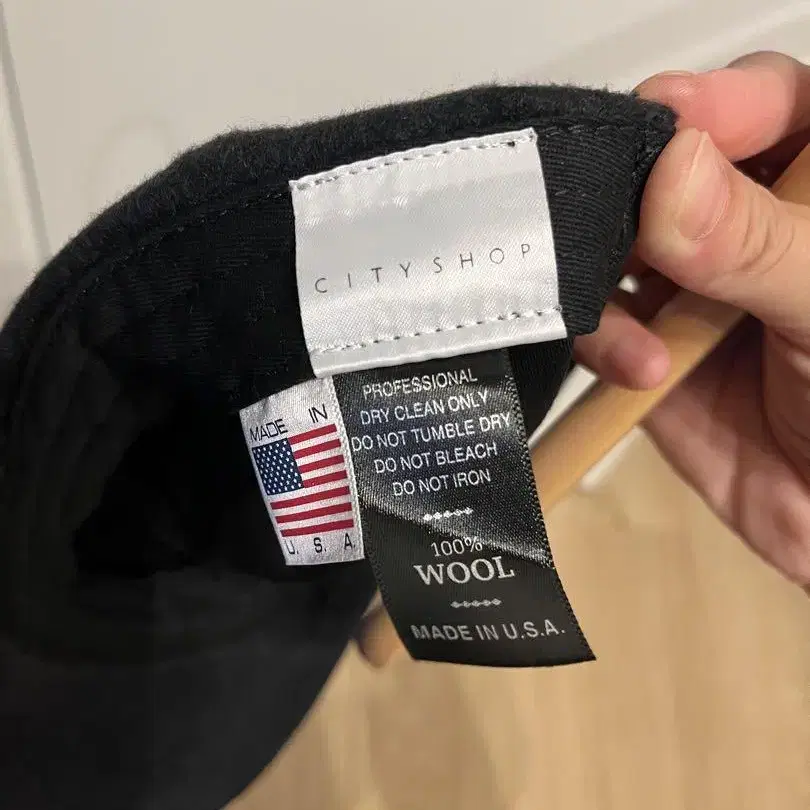 CITYSHOP
MADE IN
U. S. A.
PROFESSIONAL
DRY CLEAN ONLY
DO NOT TUMBLE DRY
DO NOT BLEACH
DO NOT IRON
100%
WOOL
MADE IN U.S.A.